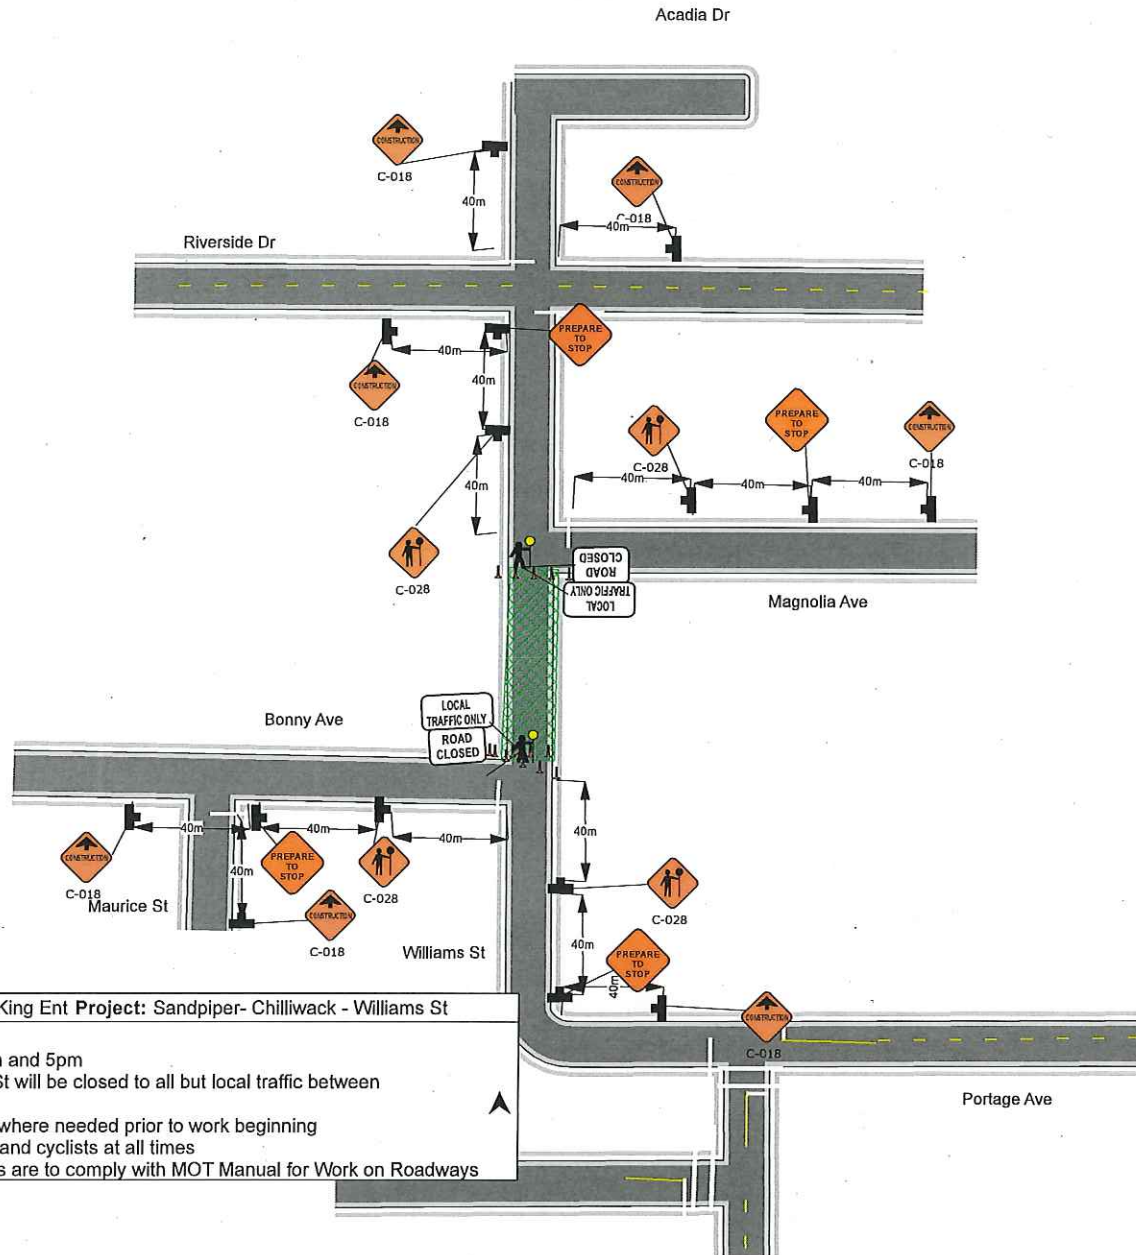 Acadia Dr
CONSTRUCTION
C-018
40m
CONSTRUCTION
C-018
40m
Riverside Dr
PREPARE
TO
STOP
40m
40m
CONSTRUCTION
C-018
C-028
40m
PREPARE
TO
STOP
40m
CONSTRUCTION
C-018
40m
40m
C-028
ROAD
CLOSED
LOCAL
TRAFFIC ONLY
Magnolia Ave
LOCAL
TRAFFIC ONLY
ROAD
CLOSED
Bonny Ave
40m
40m
40m
40m
CONSTRUCTION
C-018
PREPARE
TO
STOP
C-028
40m
Maurice St
CONSTRUCTION
C-018
40m
C-028
Williams St
40m
PREPARE
TO
STOP
40m
CONSTRUCTION
C-018
Portage Ave
King Ent Project: Sandpiper- Chilliwack - Williams St
and 5pm
St will be closed to all but local traffic between
where needed prior to work beginning
and cyclists at all times
s are to comply with MOT Manual for Work on Roadways